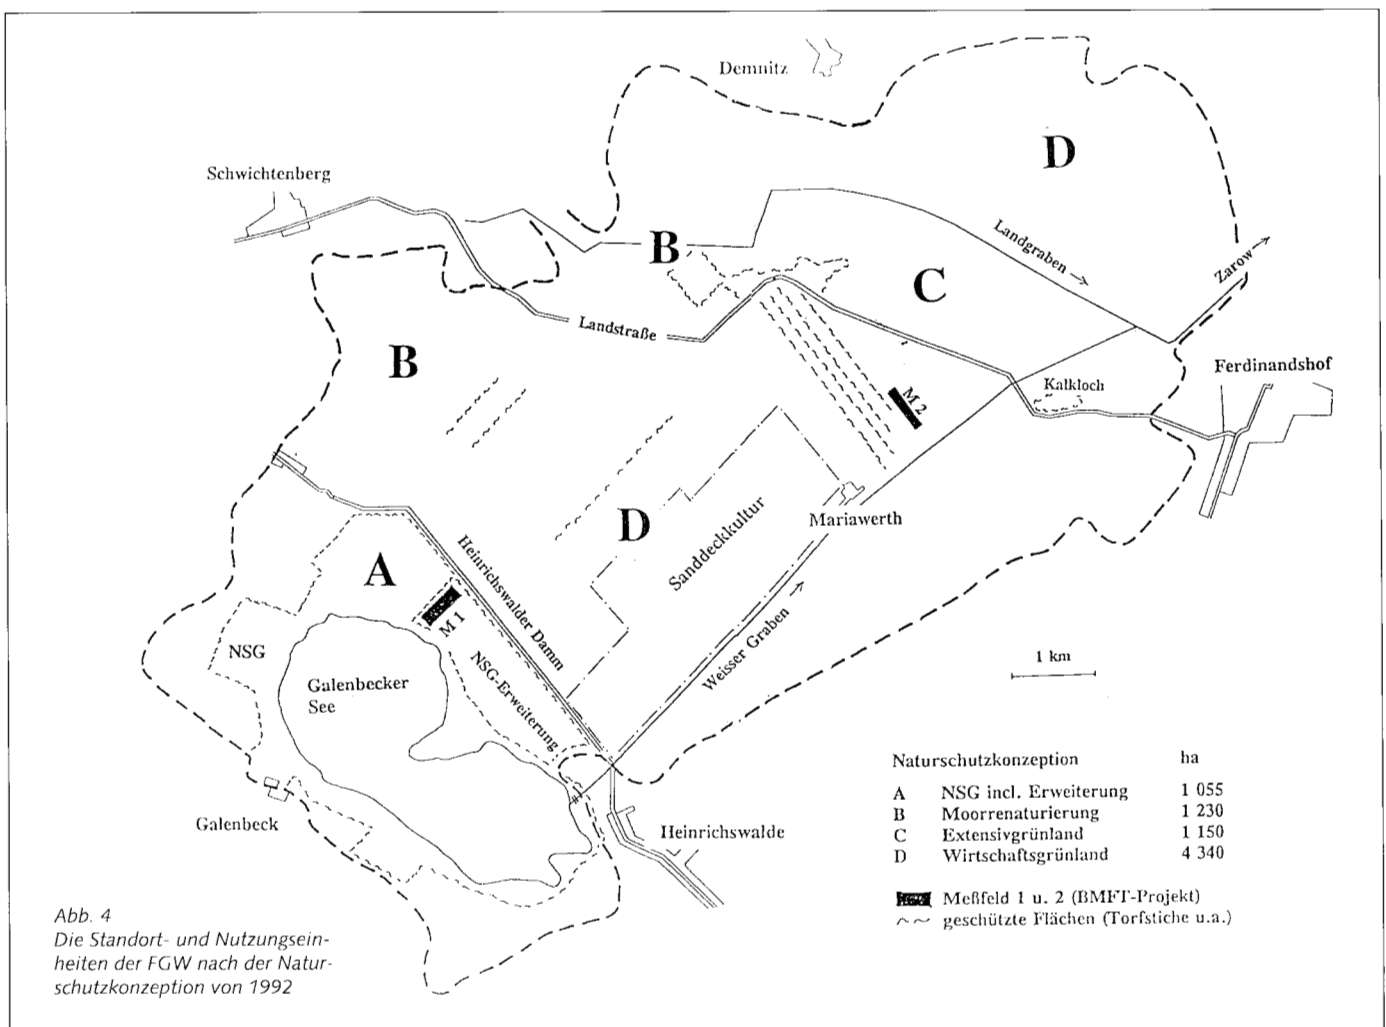 Demnitz
D
Schwichtenberg
B
Landgraben
Zarow
C
Landstraße
B
Ferdinandshof
Kalkloch
M 2
Mariawerth
Sanddeckkultur
D
Heinrichswalder Damm
A
M 1
Weisser Graben
NSG
NSG-Erweiterung
1 km
Galenbecker
See
Galenbeck
Heinrichswalde
Naturschutzkonzeption ha
A NSG incl. Erweiterung 1 055
B Moorrenaturierung 1 230
C Extensivgrünland 1 150
D Wirtschaftsgrünland 4 340
Meßfeld 1 u. 2 (BMFT-Projekt)
geschützte Flächen (Torfstiche u.a.)
Abb. 4
Die Standort- und Nutzungsein-
heiten der FGW nach der Natur-
schutzkonzeption von 1992